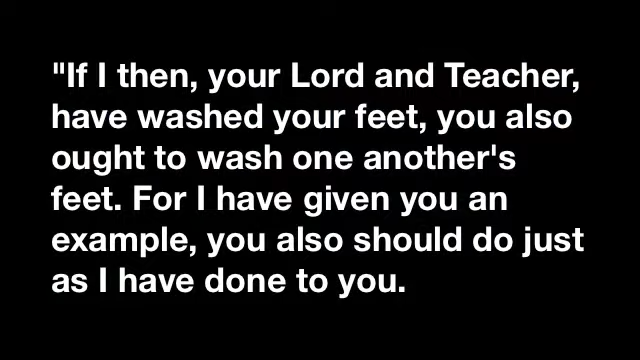 "If I then, your Lord and Teacher,
have washed your feet, you also
ought to wash one another's
feet. For I have given you an
example, you also should do just
as I have done to you.